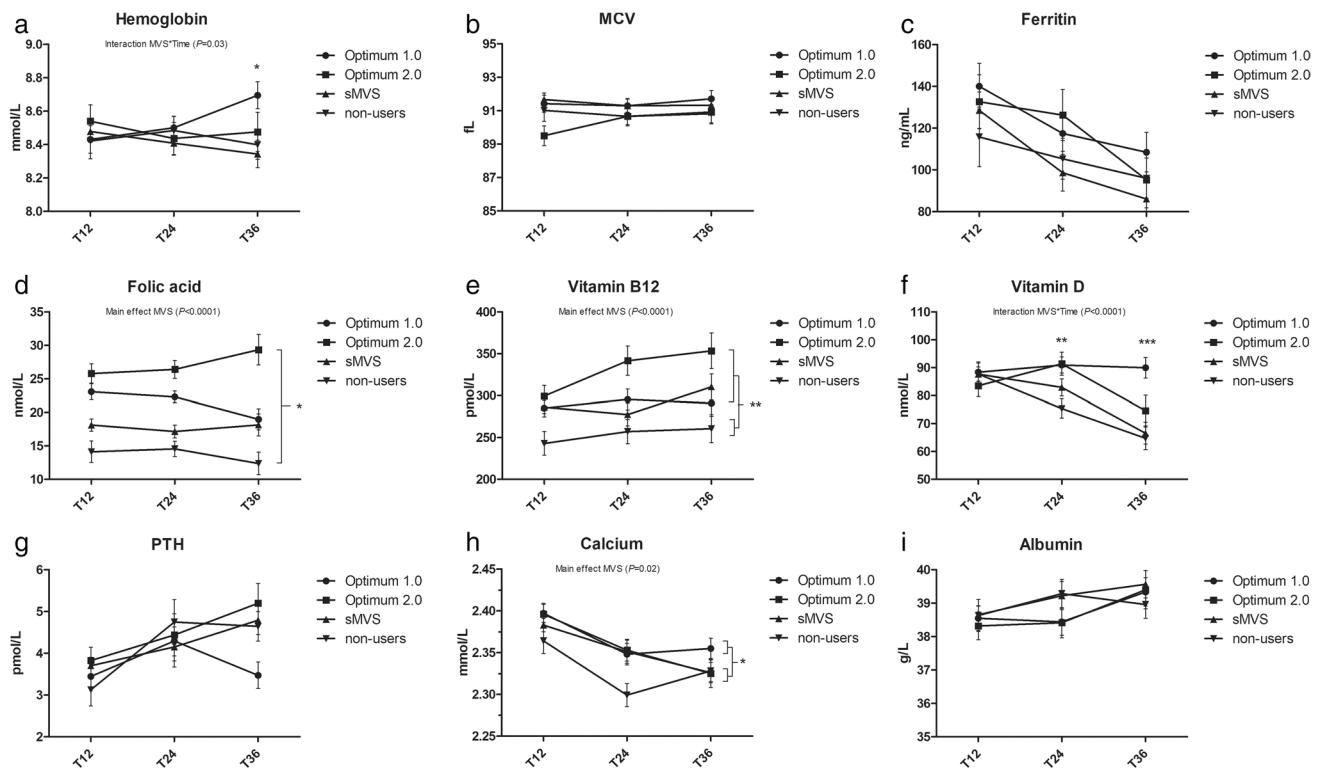 a
Hemoglobin
Interaction MVS*Time (P=0.03)
9.0
8.8
8.6
8.4
8.2
8.0
mmol/L
*
T12
T24
T36
Optimum 1.0
Optimum 2.0
sMVS
non-users
b
MCV
95
93
91
89
87
85
fL
T12
T24
T36
Optimum 1.0
Optimum 2.0
sMVS
non-users
c
Ferritin
160
140
120
100
80
ng/mL
T12
T24
T36
Optimum 1.0
Optimum 2.0
sMVS
non-users
d
Folic acid
Main effect MVS (P<0.0001)
35
30
25
20
15
10
nmol/L
*
T12
T24
T36
Optimum 1.0
Optimum 2.0
sMVS
non-users
e
Vitamin B12
Main effect MVS (P<0.0001)
400
350
300
250
200
pmol/L
**
T12
T24
T36
Optimum 1.0
Optimum 2.0
sMVS
non-users
f
Vitamin D
Interaction MVS*Time (P<0.0001)
110
100
90
80
70
60
50
nmol/L
**
***
T12
T24
T36
Optimum 1.0
Optimum 2.0
sMVS
non-users
g
PTH
6
5
4
3
2
pmol/L
T12
T24
T36
Optimum 1.0
Optimum 2.0
sMVS
non-users
h
Calcium
Main effect MVS (P=0.02)
2.45
2.40
2.35
2.30
2.25
mmol/L
*
T12
T24
T36
Optimum 1.0
Optimum 2.0
sMVS
non-users
i
Albumin
40
39
38
37
36
35
g/L
T12
T24
T36
Optimum 1.0
Optimum 2.0
sMVS
non-users